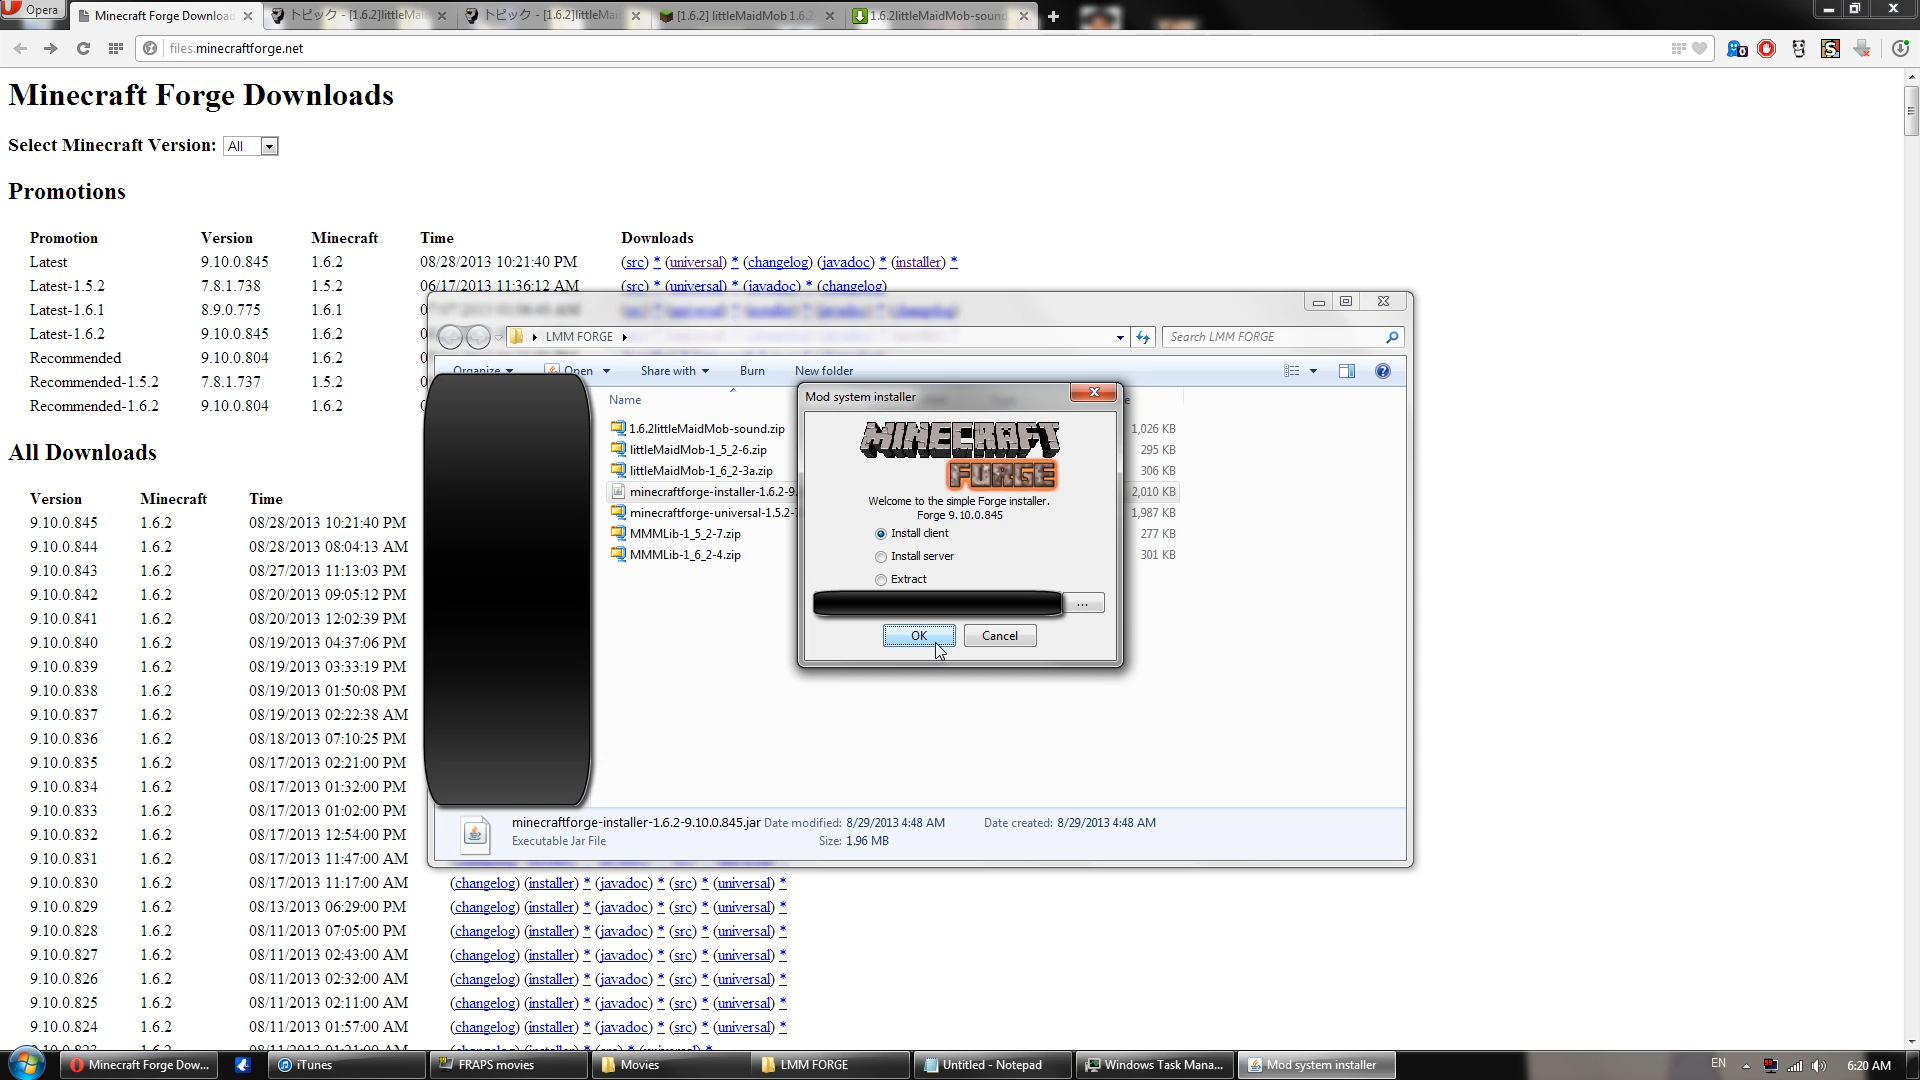 Opera
Minecraft Forge Download
トピック - [1.6.2]littleMai
トピック - [1.6.2]littleMai
[1.6.2] littleMaidMob 1.6.2
1.6.2littleMaidMob-sound
files.minecraftforge.net
Minecraft Forge Downloads
Select Minecraft Version: All
Promotions
Promotion Version Minecraft Time Downloads
Latest 9.10.0.845 1.6.2 08/28/2013 10:21:40 PM (src) * (universal) * (changelog) (javadoc) * (installer) *
Latest-1.5.2 7.8.1.738 1.5.2 06/17/2013 11:36:12 AM (src) * (universal) * (javadoc) * (changelog)
Latest-1.6.1 8.9.0.775 1.6.1
Latest-1.6.2 9.10.0.845 1.6.2
Recommended 9.10.0.804 1.6.2
Recommended-1.5.2 7.8.1.737 1.5.2
Recommended-1.6.2 9.10.0.804 1.6.2
All Downloads
Version Minecraft Time
9.10.0.845 1.6.2 08/28/2013 10:21:40 PM
9.10.0.844 1.6.2 08/28/2013 08:04:13 AM
9.10.0.843 1.6.2 08/27/2013 11:13:03 PM
9.10.0.842 1.6.2 08/20/2013 09:05:12 PM
9.10.0.841 1.6.2 08/20/2013 12:02:39 PM
9.10.0.840 1.6.2 08/19/2013 04:37:06 PM
9.10.0.839 1.6.2 08/19/2013 03:33:19 PM
9.10.0.838 1.6.2 08/19/2013 01:50:08 PM
9.10.0.837 1.6.2 08/19/2013 02:22:38 AM
9.10.0.836 1.6.2 08/18/2013 07:10:25 PM
9.10.0.835 1.6.2 08/17/2013 02:21:00 PM
9.10.0.834 1.6.2 08/17/2013 01:32:00 PM
9.10.0.833 1.6.2 08/17/2013 01:02:00 PM
9.10.0.832 1.6.2 08/17/2013 12:54:00 PM
9.10.0.831 1.6.2 08/17/2013 11:47:00 AM
9.10.0.830 1.6.2 08/17/2013 11:17:00 AM (changelog) (installer) * (javadoc) * (src) * (universal) *
9.10.0.829 1.6.2 08/13/2013 06:29:00 PM (changelog) (installer) * (javadoc) * (src) * (universal) *
9.10.0.828 1.6.2 08/11/2013 07:05:00 PM (changelog) (installer) * (javadoc) * (src) * (universal) *
9.10.0.827 1.6.2 08/11/2013 02:43:00 AM (changelog) (installer) * (javadoc) * (src) * (universal) *
9.10.0.826 1.6.2 08/11/2013 02:32:00 AM (changelog) (installer) * (javadoc) * (src) * (universal) *
9.10.0.825 1.6.2 08/11/2013 02:11:00 AM (changelog) (installer) * (javadoc) * (src) * (universal) *
9.10.0.824 1.6.2 08/11/2013 01:57:00 AM (changelog) (installer) * (javadoc) * (src) * (universal) *
LMM FORGE
Search LMM FORGE
Organize Open Share with Burn New folder
Name
1.6.2littleMaidMob-sound.zip 1,026 KB
littleMaidMob-1_5_2-6.zip 295 KB
littleMaidMob-1_6_2-3a.zip 306 KB
minecraftforge-installer-1.6.2-9. 2,010 KB
minecraftforge-universal-1.5.2- 1,987 KB
MMMLib-1_5_2-7.zip 277 KB
MMMLib-1_6_2-4.zip 301 KB
minecraftforge-installer-1.6.2-9.10.0.845.jar Date modified: 8/29/2013 4:48 AM Date created: 8/29/2013 4:48 AM
Executable Jar File Size: 1.96 MB
Mod system installer
MINECRAFT
FORGE
Welcome to the simple Forge installer.
Forge 9.10.0.845
Install client
Install server
Extract
...
OK Cancel
Minecraft Forge Dow... iTunes FRAPS movies Movies LMM FORGE Untitled - Notepad Windows Task Mana... Mod system installer EN 6:20 AM